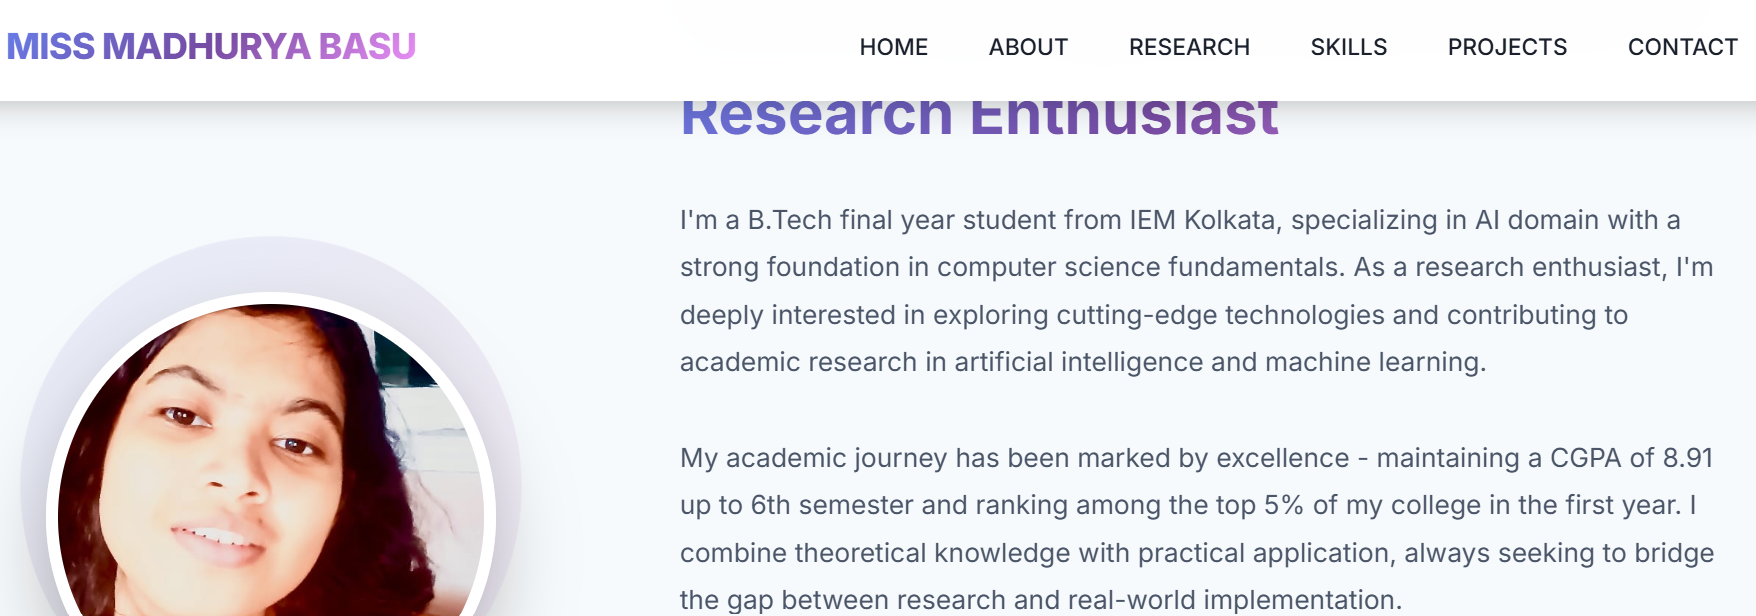 MISS MADHURYA BASU
HOME ABOUT RESEARCH SKILLS PROJECTS CONTACT
Research Enthusiast
I'm a B.Tech final year student from IEM Kolkata, specializing in AI domain with a
strong foundation in computer science fundamentals. As a research enthusiast, I'm
deeply interested in exploring cutting-edge technologies and contributing to
academic research in artificial intelligence and machine learning.
My academic journey has been marked by excellence - maintaining a CGPA of 8.91
up to 6th semester and ranking among the top 5% of my college in the first year. I
combine theoretical knowledge with practical application, always seeking to bridge
the gap between research and real-world implementation.